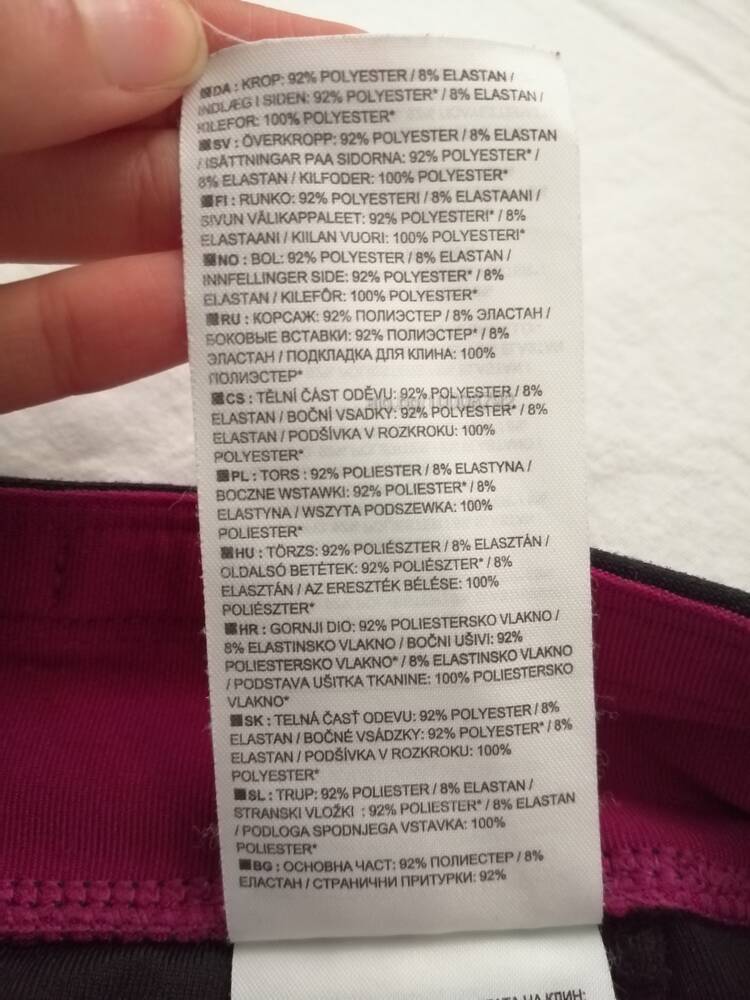 ■DA : KROP: 92% POLYESTER / 8% ELASTAN /
INDLÆG I SIDEN: 92% POLYESTER* / 8% ELASTAN /
KILEFOR: 100% POLYESTER*
■SV : ÖVERKROPP: 92% POLYESTER / 8% ELASTAN
/ ISÄTTNINGAR PAA SIDORNA: 92% POLYESTER* /
8% ELASTAN / KILFODER: 100% POLYESTER*
■FI : RUNKO: 92% POLYESTERI / 8% ELASTAANI /
SIVUN VÄLIKAPPALEET: 92% POLYESTERI* / 8%
ELASTAANI / KIILAN VUORI: 100% POLYESTERI*
■NO : BOL: 92% POLYESTER / 8% ELASTAN /
INNFELLINGER SIDE: 92% POLYESTER* / 8%
ELASTAN / KILEFÔR: 100% POLYESTER*
■RU : КОРСАЖ: 92% ПОЛИЭСТЕР / 8% ЭЛАСТАН /
БОКОВЫЕ ВСТАВКИ: 92% ПОЛИЭСТЕР* / 8%
ЭЛАСТАН / ПОДКЛАДКА ДЛЯ КЛИНА: 100%
ПОЛИЭСТЕР*
■CS : TĚLNÍ ČÁST ODĚVU: 92% POLYESTER / 8%
ELASTAN / BOČNÍ VSADKY: 92% POLYESTER* / 8%
ELASTAN / PODŠÍVKA V ROZKROKU: 100%
POLYESTER*
■PL : TORS : 92% POLIESTER / 8% ELASTYNA /
BOCZNE WSTAWKI: 92% POLIESTER* / 8%
ELASTYNA / WSZYTA PODSZEWKA: 100%
POLIESTER*
■HU : TÖRZS: 92% POLIÉSZTER / 8% ELASZTÁN /
OLDALSÓ BETÉTEK: 92% POLIÉSZTER* / 8%
ELASZTÁN / AZ ERESZTÉK BÉLÉSE: 100%
POLIÉSZTER*
■HR : GORNJI DIO: 92% POLIESTERSKO VLAKNO /
8% ELASTINSKO VLAKNO / BOČNI UŠIVI: 92%
POLIESTERSKO VLAKNO* / 8% ELASTINSKO VLAKNO
/ PODSTAVA UŠITKA TKANINE: 100% POLIESTERSKO
VLAKNO*
■SK : TELNÁ ČASŤ ODEVU: 92% POLYESTER / 8%
ELASTAN / BOČNÉ VSÁDZKY: 92% POLYESTER* / 8%
ELASTAN / PODŠÍVKA V ROZKROKU: 100%
POLYESTER*
■SL : TRUP: 92% POLIESTER / 8% ELASTAN /
STRANSKI VLOŽKI : 92% POLIESTER* / 8% ELASTAN
/ PODLOGA SPODNJEGA VSTAVKA: 100%
POLIESTER*
■BG : ОСНОВНА ЧАСТ: 92% ПОЛИЕСТЕР / 8%
ЕЛАСТАН / СТРАНИЧНИ ПРИТУРКИ: 92%
НА КЛИН: